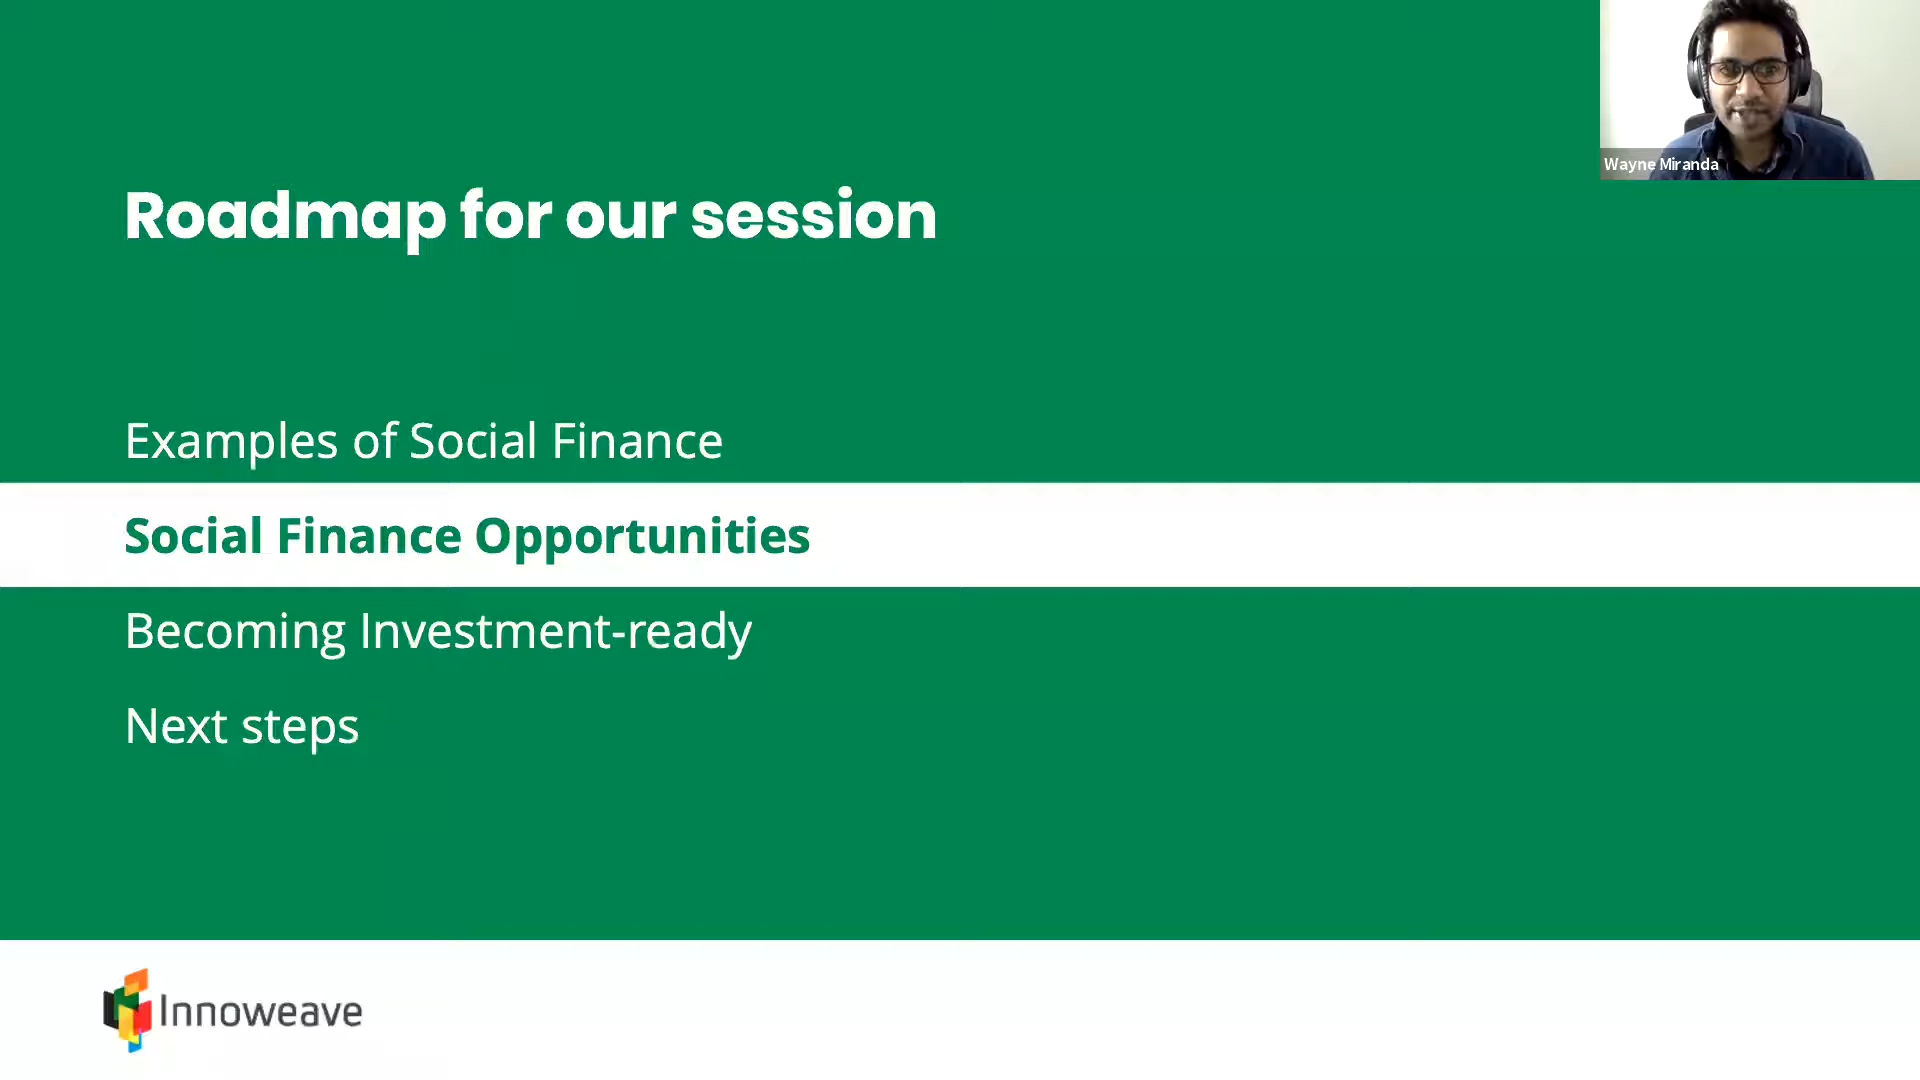 Wayne Miranda
Roadmap for our session
Examples of Social Finance
Social Finance Opportunities
Becoming Investment-ready
Next steps
Innoweave